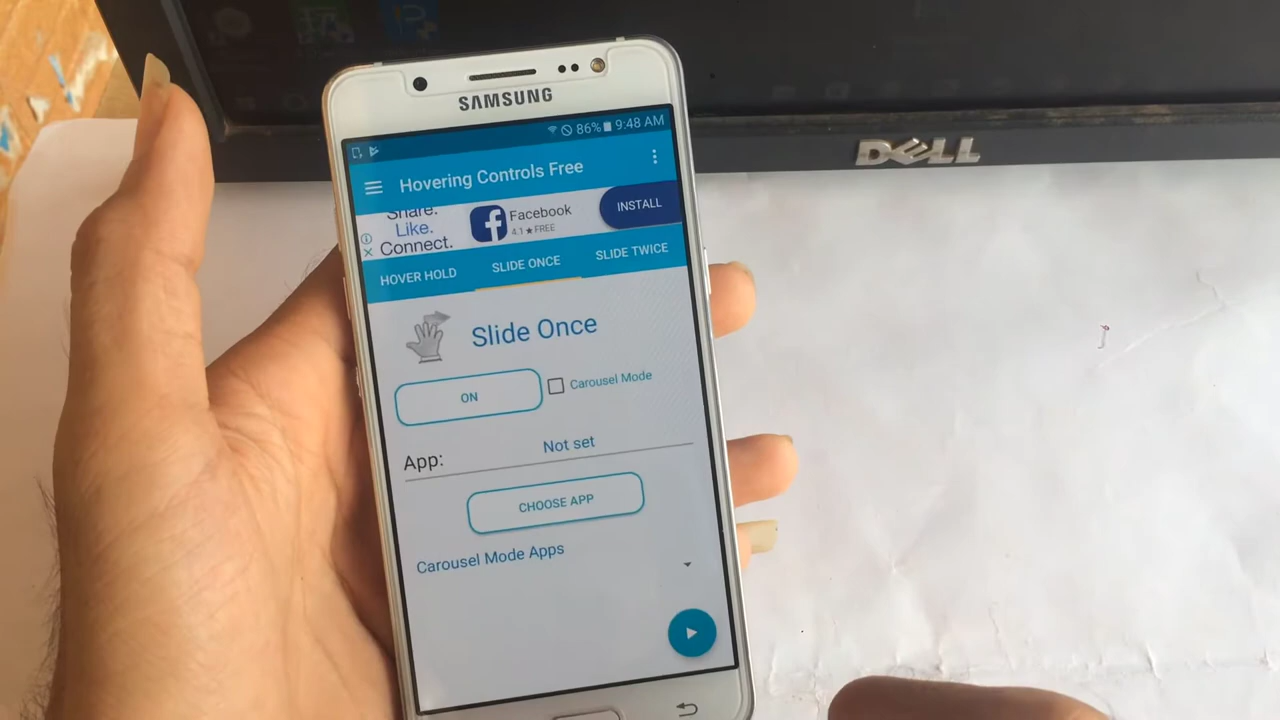 DELL
SAMSUNG
86% 9:48 AM
Hovering Controls Free
Share.
Like.
Connect.
Facebook
4.1 ★ FREE
INSTALL
HOVER HOLD
SLIDE ONCE
SLIDE TWICE
Slide Once
ON
Carousel Mode
App:
Not set
CHOOSE APP
Carousel Mode Apps